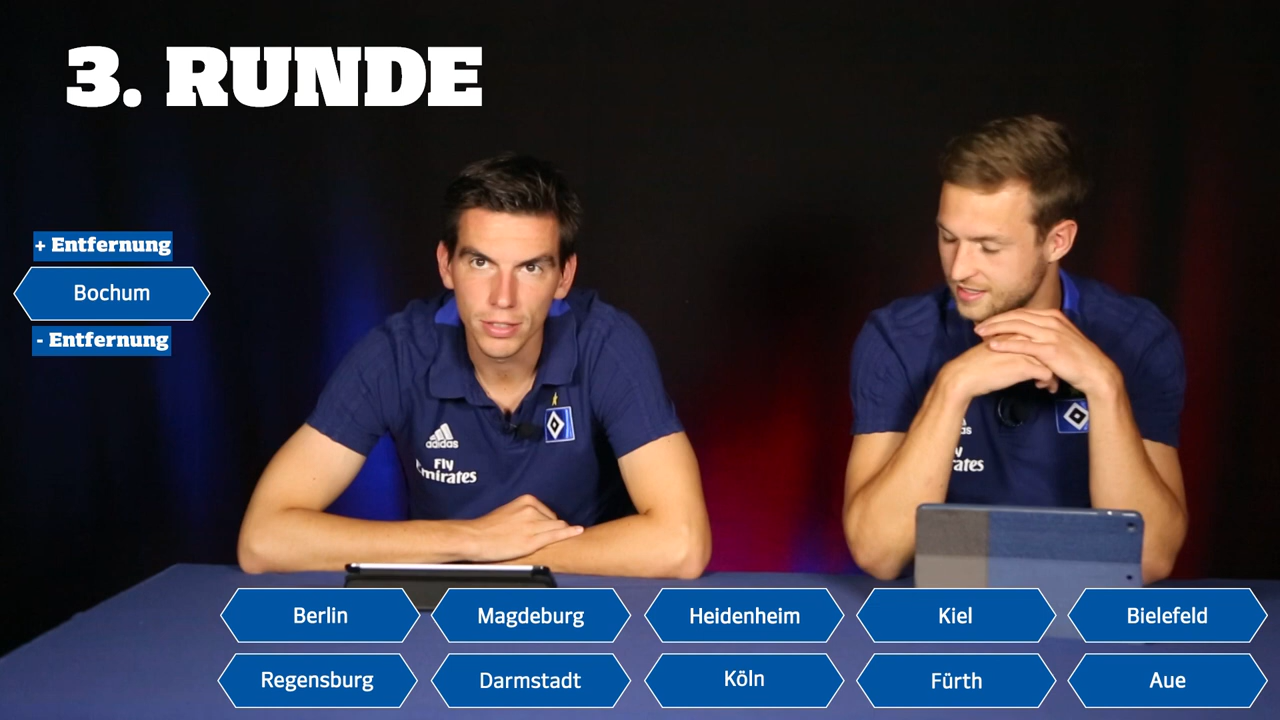 3. RUNDE
+ Entfernung
Bochum
- Entfernung
adidas
Fly
Emirates
Berlin
Magdeburg
Heidenheim
Kiel
Bielefeld
Regensburg
Darmstadt
Köln
Fürth
Aue